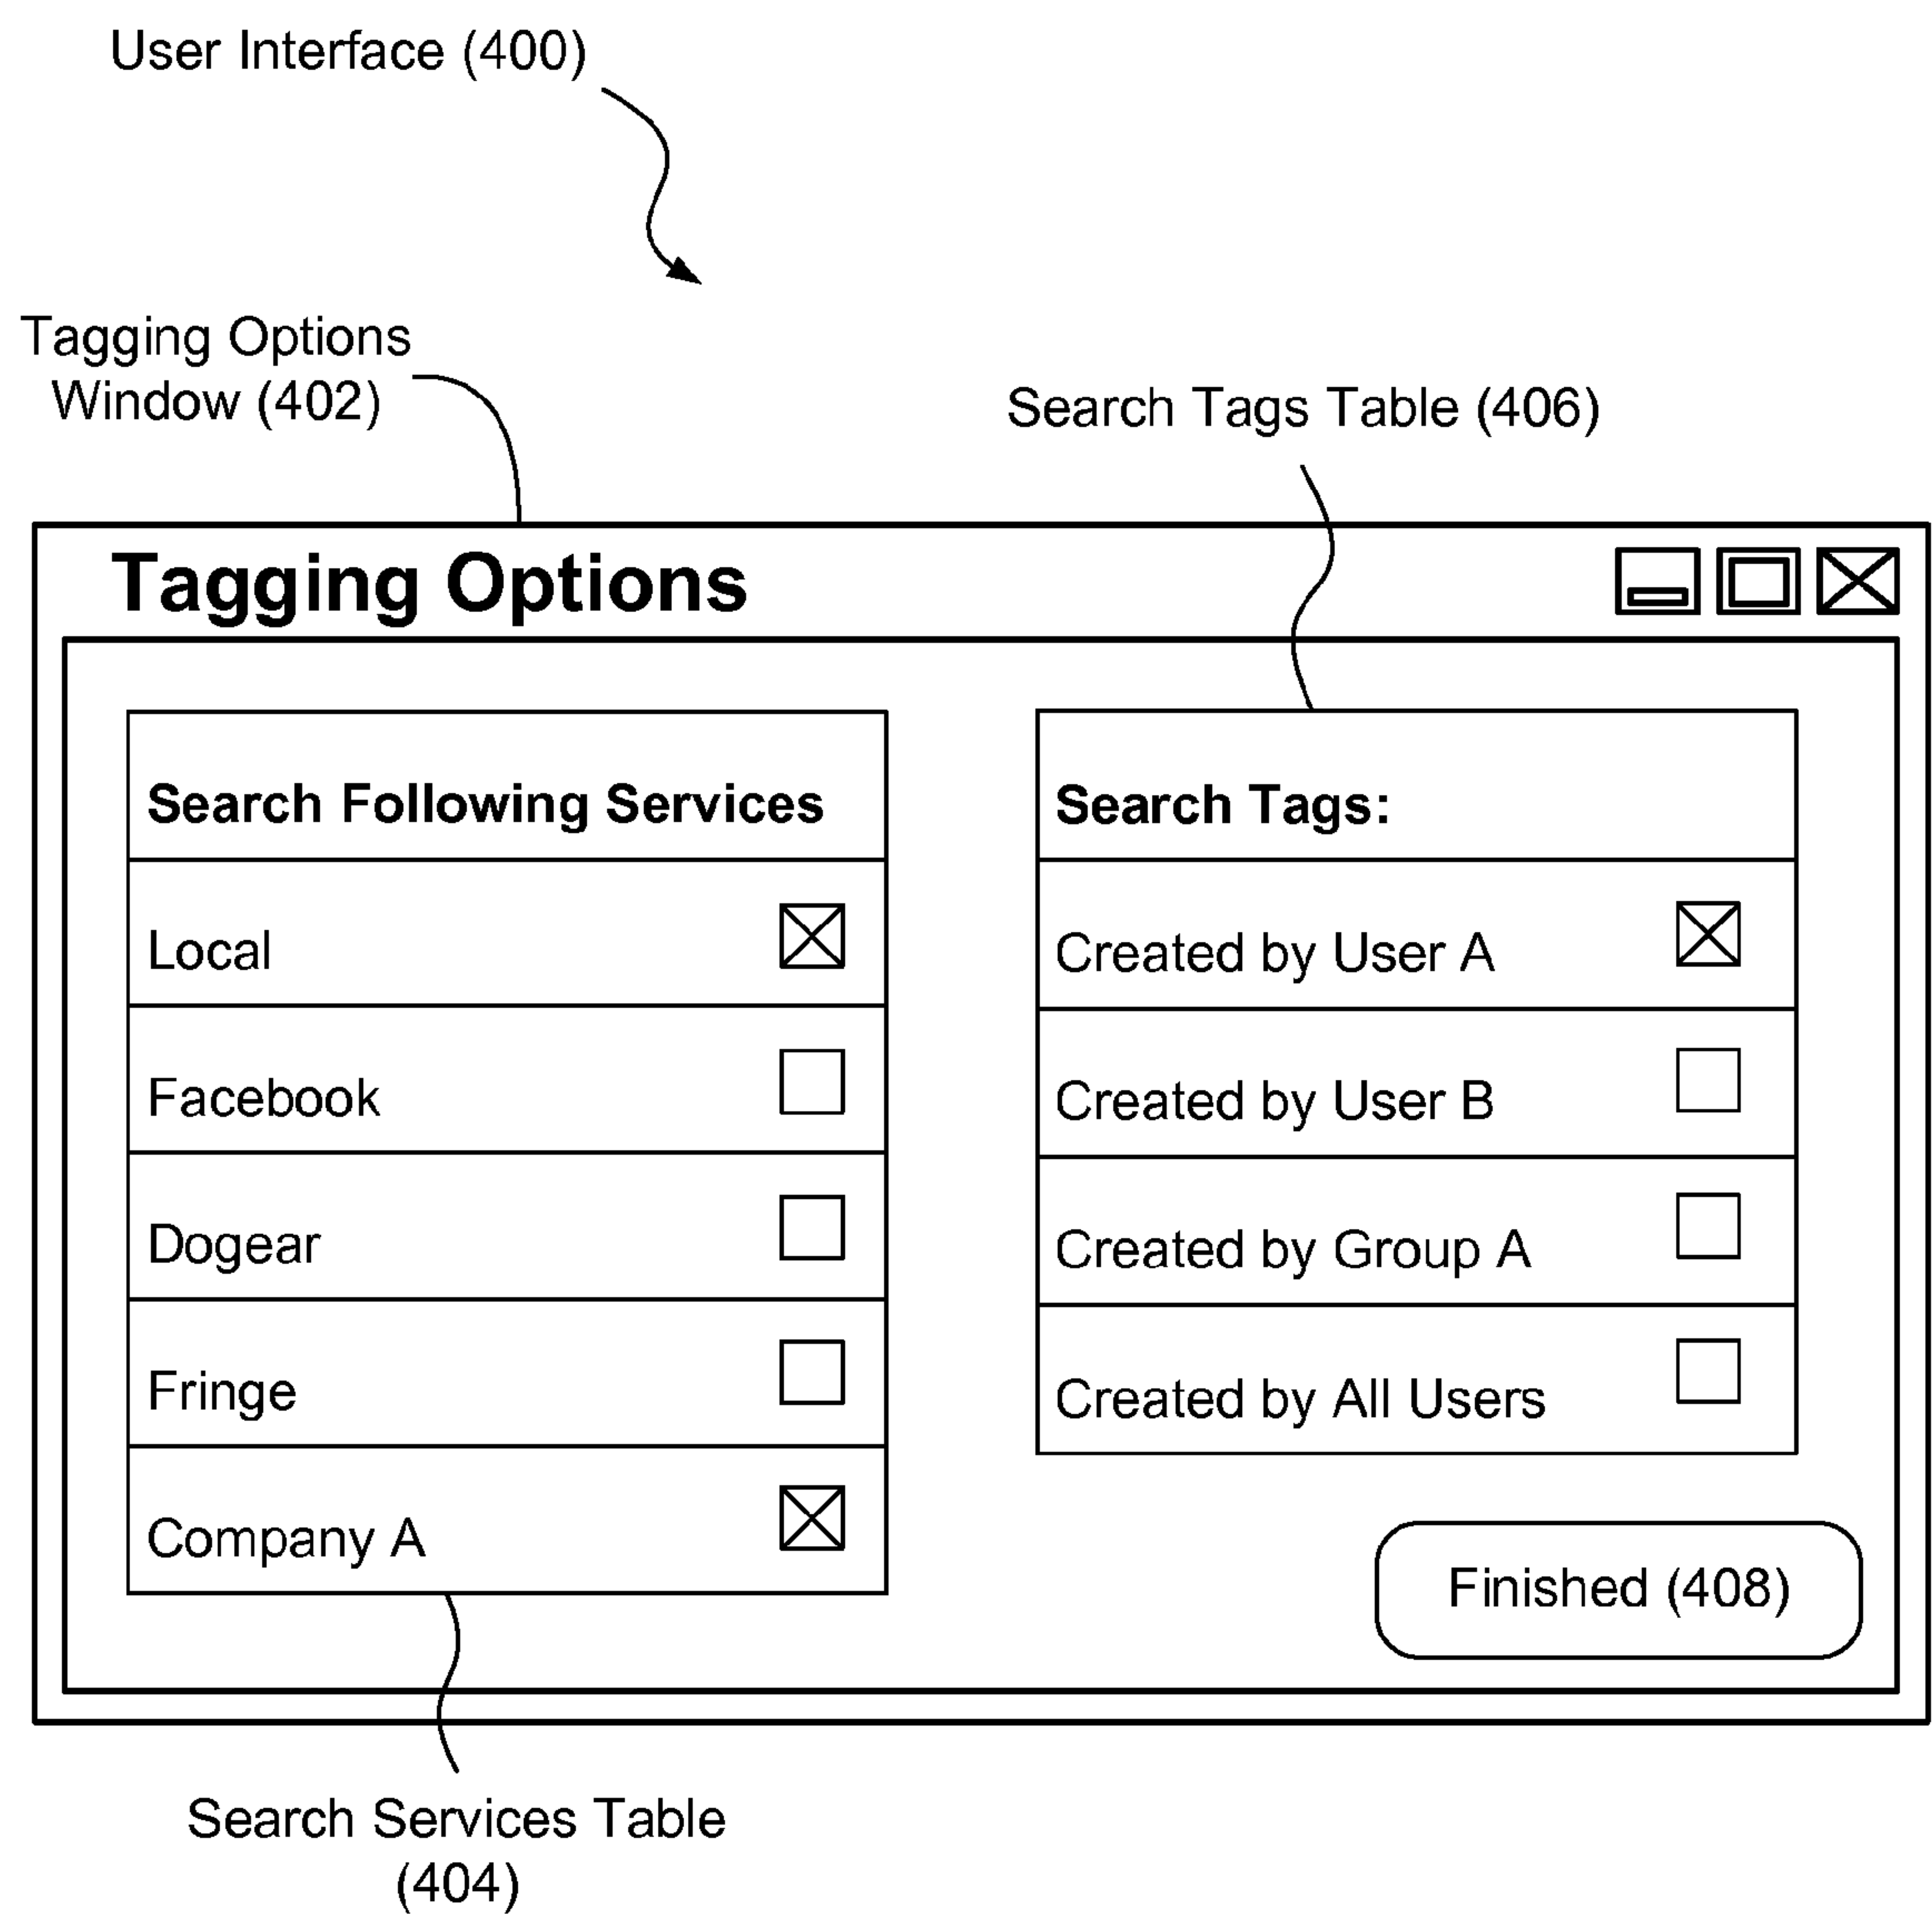 User Interface (400)
Tagging Options
Window (402)
Search Tags Table (406)
Tagging Options
Search Following Services
Local
Facebook
Dogear
Fringe
Company A
Search Tags:
Created by User A
Created by User B
Created by Group A
Created by All Users
Finished (408)
Search Services Table
(404)